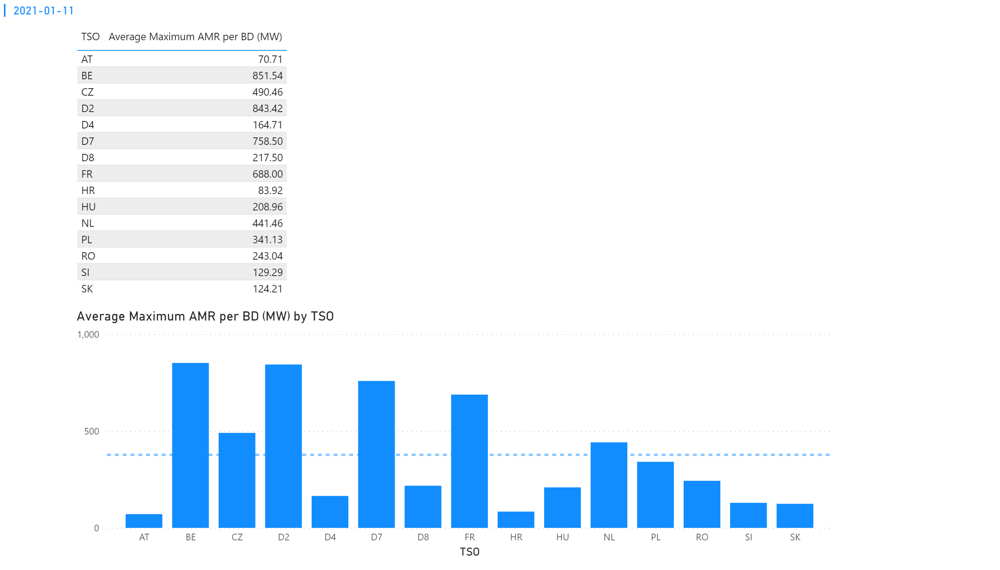 2021-01-11
TSO Average Maximum AMR per BD (MW)
AT 70.71
BE 851.54
CZ 490.46
D2 843.42
D4 164.71
D7 758.50
D8 217.50
FR 688.00
HR 83.92
HU 208.96
NL 441.46
PL 341.13
RO 243.04
SI 129.29
SK 124.21
Average Maximum AMR per BD (MW) by TSO
1,000
500
0
AT BE CZ D2 D4 D7 D8 FR HR HU NL PL RO SI SK
TSO